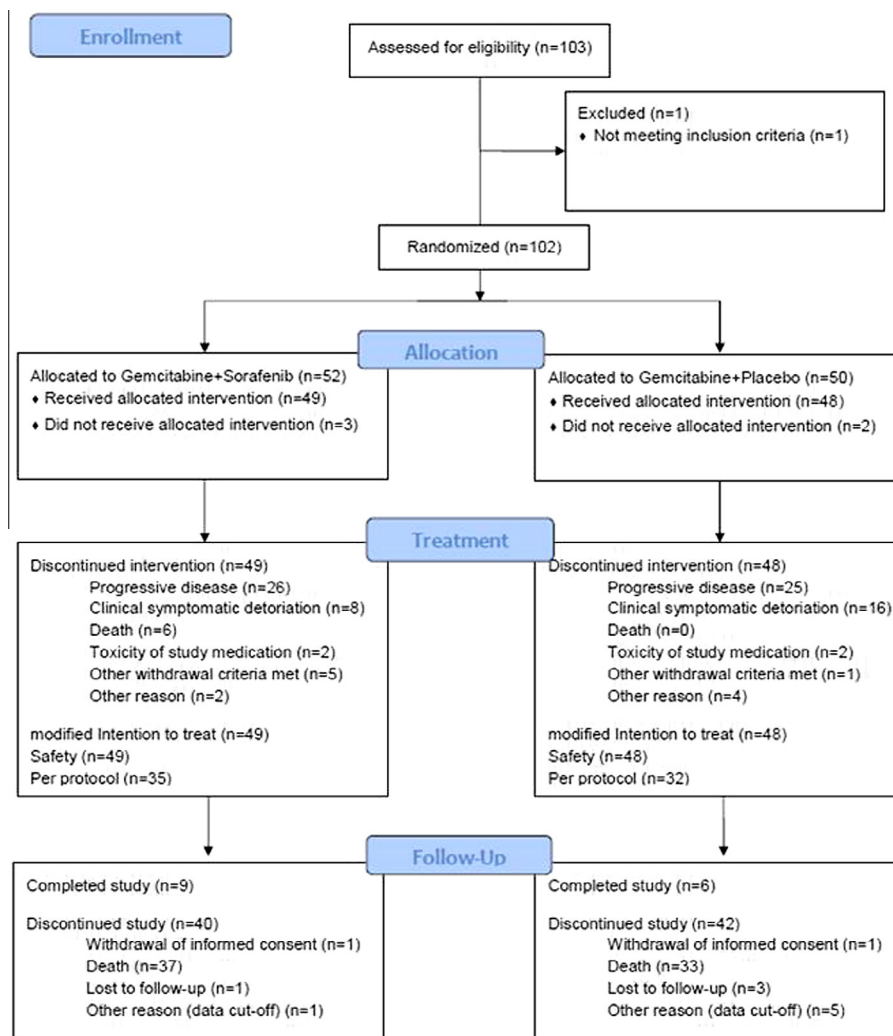 Enrollment
Assessed for eligibility (n=103)
Excluded (n=1)
♦ Not meeting inclusion criteria (n=1)
Randomized (n=102)
Allocation
Allocated to Gemcitabine+Sorafenib (n=52)
♦ Received allocated intervention (n=49)
♦ Did not receive allocated intervention (n=3)
Allocated to Gemcitabine+Placebo (n=50)
♦ Received allocated intervention (n=48)
♦ Did not receive allocated intervention (n=2)
Treatment
Discontinued intervention (n=49)
Progressive disease (n=26)
Clinical symptomatic detoriation (n=8)
Death (n=6)
Toxicity of study medication (n=2)
Other withdrawal criteria met (n=5)
Other reason (n=2)
modified Intention to treat (n=49)
Safety (n=49)
Per protocol (n=35)
Discontinued intervention (n=48)
Progressive disease (n=25)
Clinical symptomatic detoriation (n=16)
Death (n=0)
Toxicity of study medication (n=2)
Other withdrawal criteria met (n=1)
Other reason (n=4)
modified Intention to treat (n=48)
Safety (n=48)
Per protocol (n=32)
Follow-Up
Completed study (n=9)
Discontinued study (n=40)
Withdrawal of informed consent (n=1)
Death (n=37)
Lost to follow-up (n=1)
Other reason (data cut-off) (n=1)
Completed study (n=6)
Discontinued study (n=42)
Withdrawal of informed consent (n=1)
Death (n=33)
Lost to follow-up (n=3)
Other reason (data cut-off) (n=5)